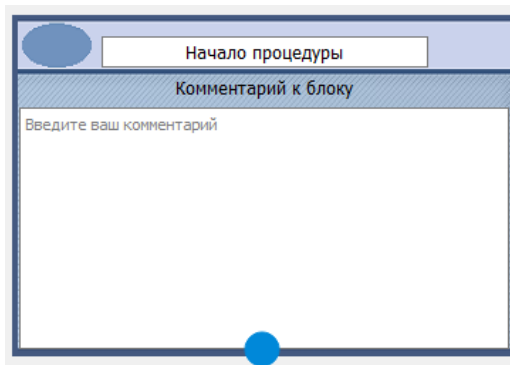 Начало процедуры
Комментарий к блоку
Введите ваш комментарий